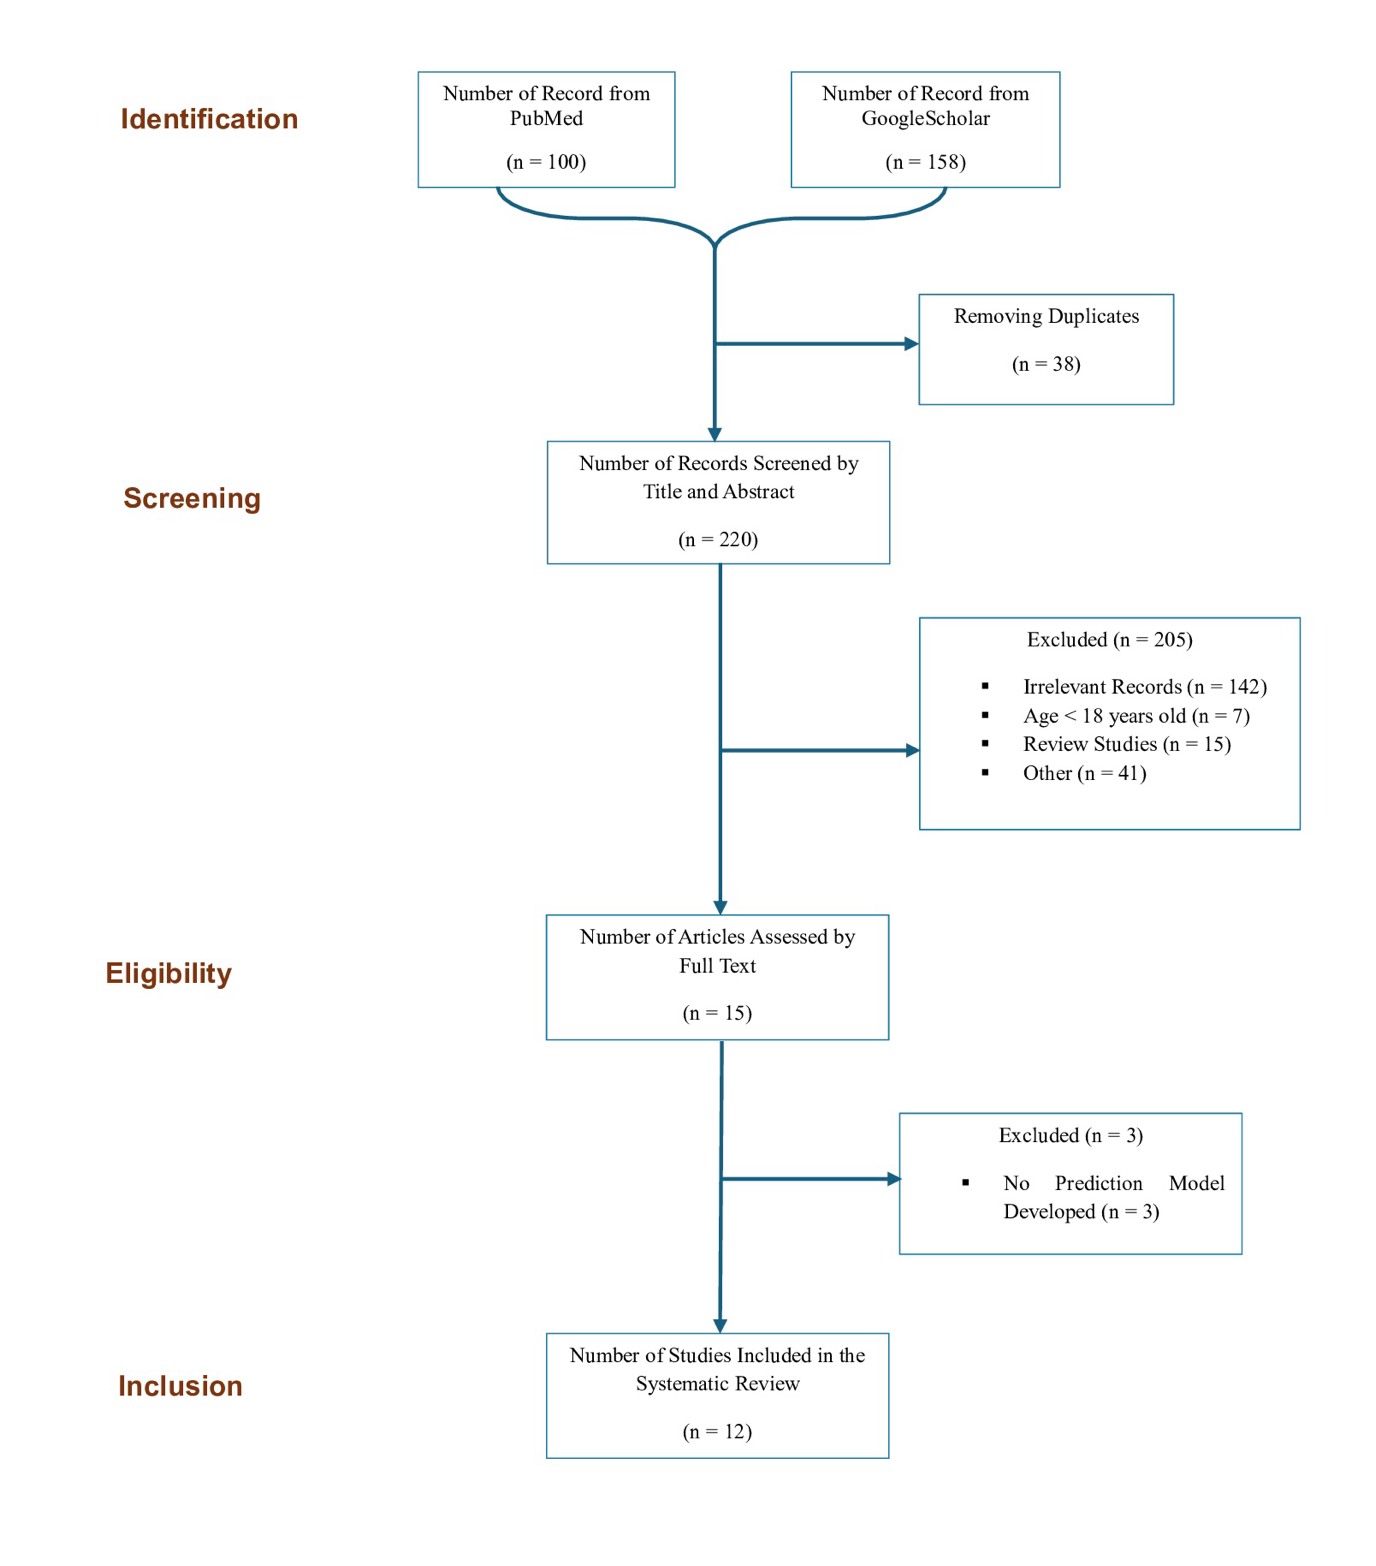 Identification
Number of Record from
PubMed
(n = 100)
Number of Record from
GoogleScholar
(n = 158)
Removing Duplicates
(n = 38)
Screening
Number of Records Screened by
Title and Abstract
(n = 220)
Excluded (n = 205)
▪ Irrelevant Records (n = 142)
▪ Age < 18 years old (n = 7)
▪ Review Studies (n = 15)
▪ Other (n = 41)
Eligibility
Number of Articles Assessed by
Full Text
(n = 15)
Excluded (n = 3)
▪ No Prediction Model
Developed (n = 3)
Inclusion
Number of Studies Included in the
Systematic Review
(n = 12)